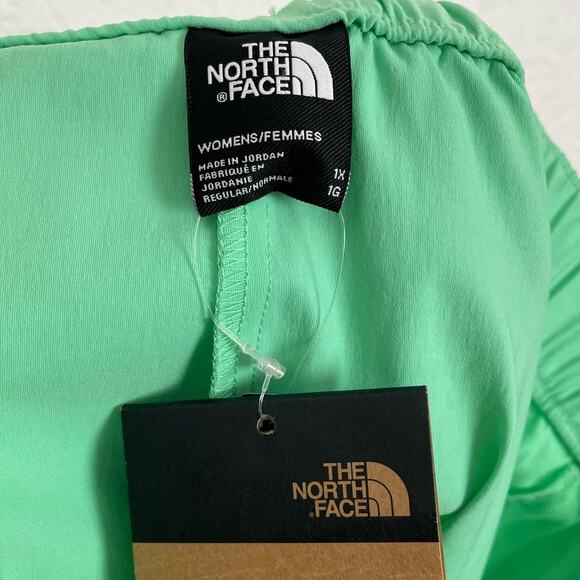 THE
NORTH
FACE
®
WOMENS/FEMMES
MADE IN JORDAN
FABRIQUÉ EN
JORDANIE
REGULAR/NORMALE
1X
1G
THE
NORTH
FACE